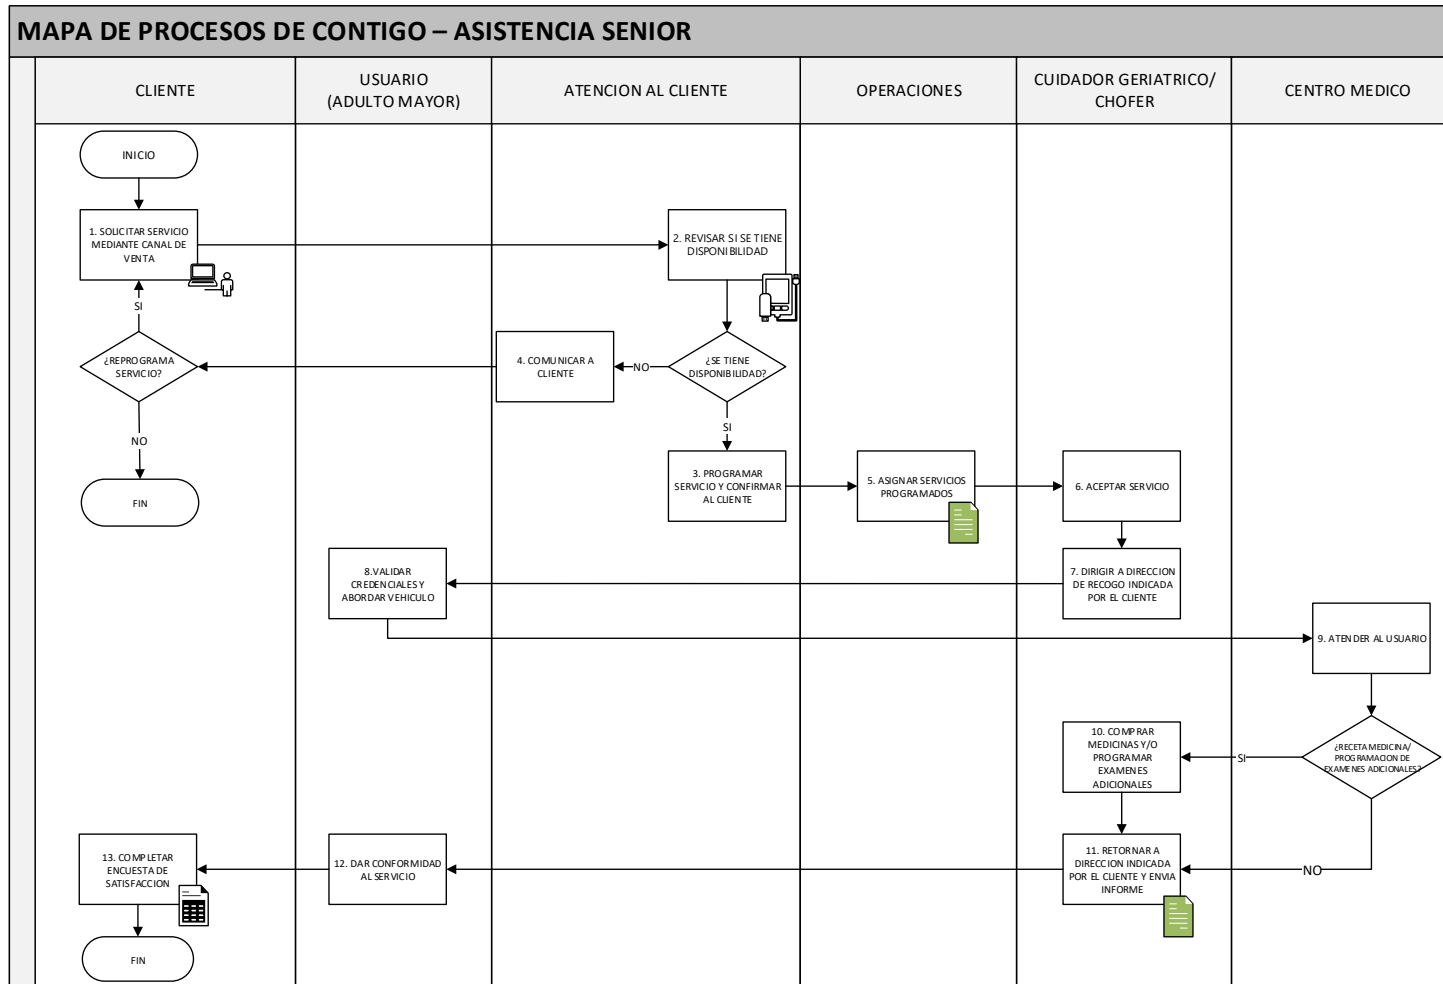 MAPA DE PROCESOS DE CONTIGO – ASISTENCIA SENIOR
CLIENTE
USUARIO
(ADULTO MAYOR)
ATENCION AL CLIENTE
OPERACIONES
CUIDADOR GERIATRICO/
CHOFER
CENTRO MEDICO
INICIO
1. SOLICITAR SERVICIO
MEDIANTE CANAL DE
VENTA
2. REVISAR SI SE TIENE
DISPONIBILIDAD
SI
¿REPROGRAMA
SERVICIO?
4. COMUNICAR A
CLIENTE
NO
¿SE TIENE
DISPONIBILIDAD?
NO
SI
FIN
3. PROGRAMAR
SERVICIO Y CONFIRMAR
AL CLIENTE
5. ASIGNAR SERVICIOS
PROGRAMADOS
6. ACEPTAR SERVICIO
8.VALIDAR
CREDENCIALES Y
ABORDAR VEHICULO
7. DIRIGIR A DIRECCION
DE RECOGO INDICADA
POR EL CLIENTE
9. ATENDER AL USUARIO
10. COMPRAR
MEDICINAS Y/O
PROGRAMAR
EXAMENES
ADICIONALES
SI
¿RECETA MEDICINA/
PROGRAMACION DE
EXAMENES ADICIONALES?
13. COMPLETAR
ENCUESTA DE
SATISFACCION
12. DAR CONFORMIDAD
AL SERVICIO
11. RETORNAR A
DIRECCION INDICADA
POR EL CLIENTE Y ENVIA
INFORME
NO
FIN